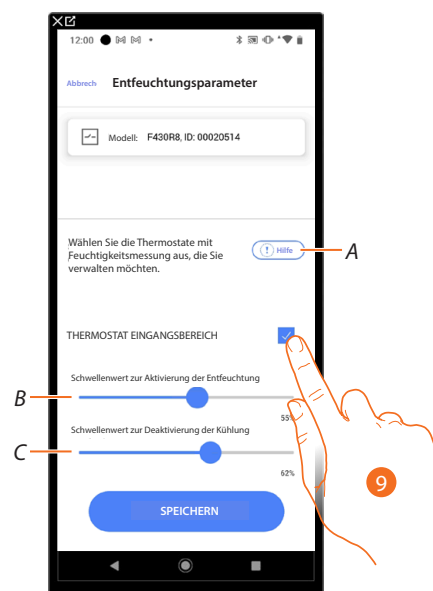 12:00
Abbrech Entfeuchtungsparameter
Modell: F430R8, ID: 00020514
Wählen Sie die Thermostate mit
Feuchtigkeitsmessung aus, die Sie
verwalten möchten.
Hilfe
A
THERMOSTAT EINGANGSBEREICH
Schwellenwert zur Aktivierung der Entfeuchtung
B
55%
Schwellenwert zur Deaktivierung der Kühlung
C
62%
9
SPEICHERN